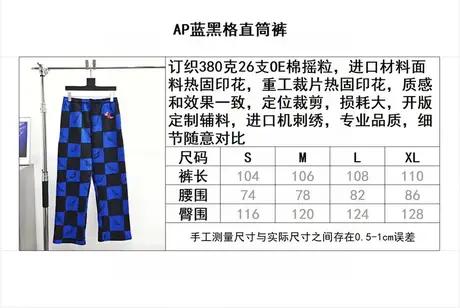 AP蓝黑格直筒裤
订织380克26支OE棉摇粒，进口材料面
料热固印花，重工裁片热固印花，质感
和效果一致，定位裁剪，损耗大，开版
定制辅料，进口机刺绣，专业品质，细
节随意对比
尺码 S M L XL
裤长 104 106 108 110
腰围 74 78 82 86
臀围 116 120 124 128
手工测量尺寸与实际尺寸之间存在0.5-1cm误差